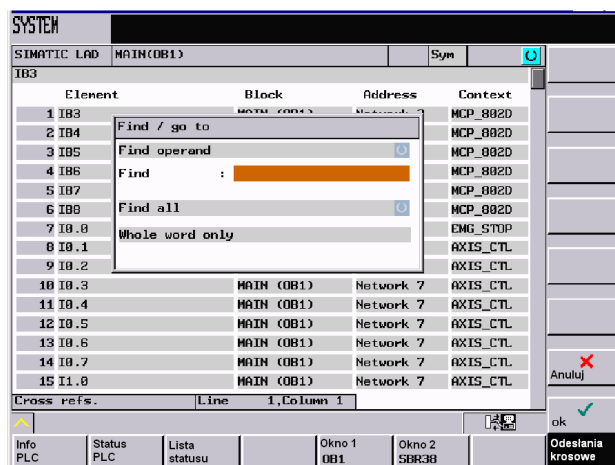 SYSTEM
SIMATIC LAD MAIN(OB1) Sym
IB3
Element Block Address Context
1 IB3 MCP_802D
2 IB4 MCP_802D
3 IB5 MCP_802D
4 IB6 MCP_802D
5 IB7 MCP_802D
6 IB8 MCP_802D
7 I0.0 EMG_STOP
8 I0.1 AXIS_CTL
9 I0.2 AXIS_CTL
10 I0.3 MAIN (OB1) Network 7 AXIS_CTL
11 I0.4 MAIN (OB1) Network 7 AXIS_CTL
12 I0.5 MAIN (OB1) Network 7 AXIS_CTL
13 I0.6 MAIN (OB1) Network 7 AXIS_CTL
14 I0.7 MAIN (OB1) Network 7 AXIS_CTL
15 I1.0 MAIN (OB1) Network 7 AXIS_CTL
Find / go to
Find operand
Find :
Find all
Whole word only
Cross refs. Line 1,Column 1
Anuluj
ok
Info PLC
Status PLC
Lista statusu
Okno 1 OB1
Okno 2 SBR38
Odesłania krosowe